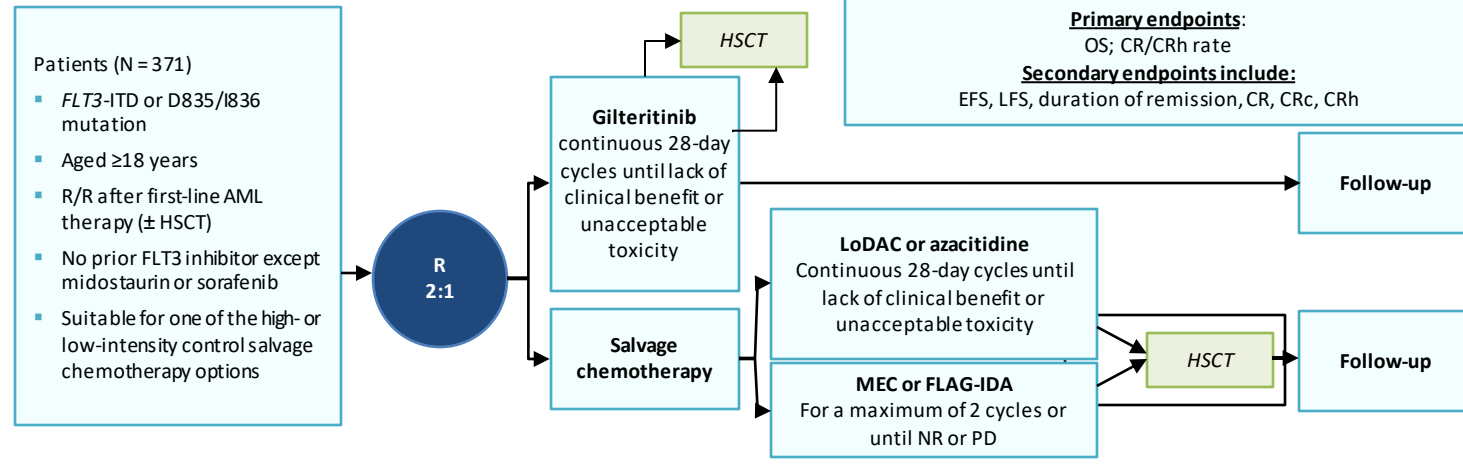 Patients (N = 371)
▪ FLT3-ITD or D835/I836
mutation
▪ Aged ≥18 years
▪ R/R after first-line AML
therapy (± HSCT)
▪ No prior FLT3 inhibitor except
midostaurin or sorafenib
▪ Suitable for one of the high- or
low-intensity control salvage
chemotherapy options
R
2:1
HSCT
Gilteritinib
continuous 28-day
cycles until lack of
clinical benefit or
unacceptable
toxicity
Salvage
chemotherapy
Primary endpoints:
OS; CR/CRh rate
Secondary endpoints include:
EFS, LFS, duration of remission, CR, CRc, CRh
Follow-up
LoDAC or azacitidine
Continuous 28-day cycles until
lack of clinical benefit or
unacceptable toxicity
MEC or FLAG-IDA
For a maximum of 2 cycles or
until NR or PD
HSCT
Follow-up